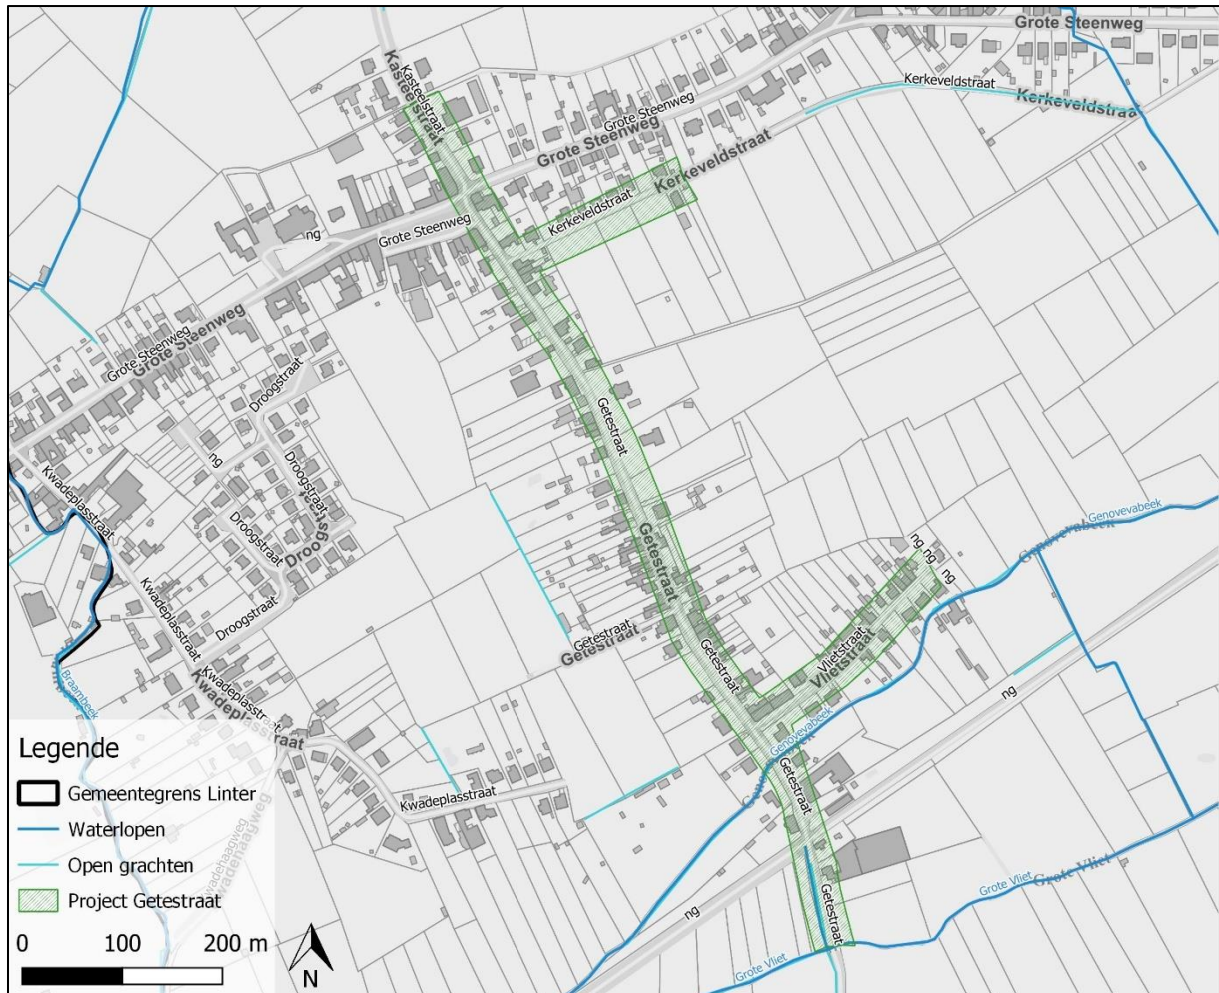 Grote Steenweg
Kasteelstraat
Kasteelstraat
Kerkeveldstraat
Kerkeveldstraat
Grote Steenweg
Grote Steenweg
Kerkeveldstraat
Kerkeveldstraat
Grote Steenweg
ng
Grote Steenweg
Grote Steenweg
Droogstraat
Getestraat
ng
Droogstraat
Kwadeplasstraat
Droogstraat
Getestraat
Genovevabeek
Genovevabeek
ng
ng
ng
Kwadeplasstraat
Droogstraat
Getestraat
Getestraat
Getestraat
Vlietstraat
Vlietstraat
Braambeek
Kwadeplasstraat
Kwadeplasstraat
ng
Genovevabeek
Getestraat
Kwadeplasstraat
Grote Vliet
Grote Vliet
Getestraat
ng
Grote Vliet
Legende
Gemeentegrens Linter
Waterlopen
Open grachten
Project Getestraat
0 100 200 m
N